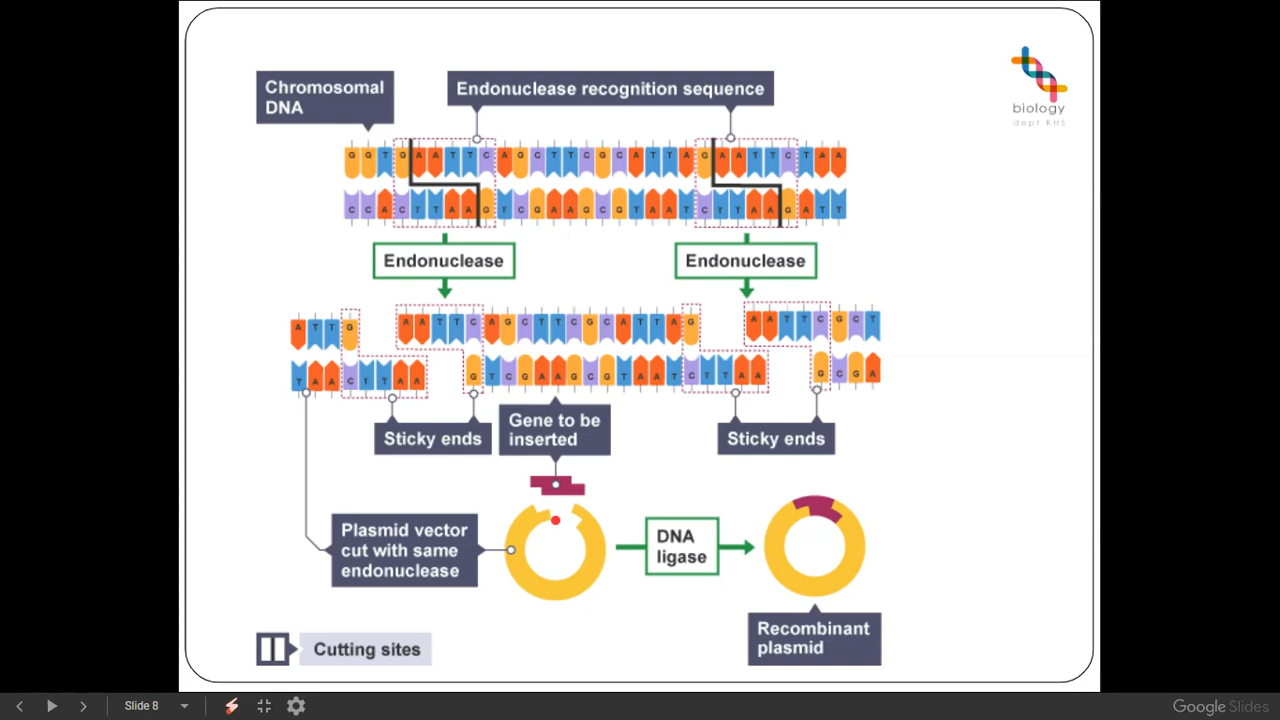 Chromosomal
DNA
Endonuclease recognition sequence
biology
dept KHS
G G T G A A T T C A G C T T C G C A T T A G A A T T C T A A
C C A C T T A A G T C G A A G C G T A A T C T T A A G A T T
Endonuclease
Endonuclease
A T T G A A T T C A G C T T C G C A T T A G A A T T C G C T
T A A C T T A A G T C G A A G C G T A A T C T T A A G C G A
Sticky ends
Gene to be
inserted
Sticky ends
Plasmid vector
cut with same
endonuclease
DNA
ligase
Recombinant
plasmid
Cutting sites
Slide 8
Google Slides